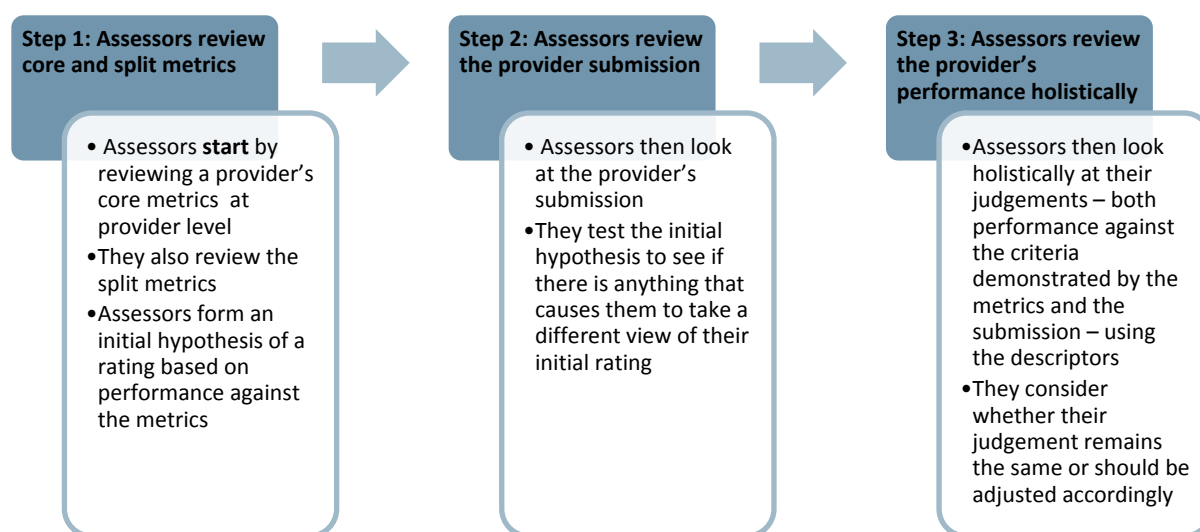 Step 1: Assessors review
core and split metrics
• Assessors start by
reviewing a provider's
core metrics at
provider level
•They also review the
split metrics
•Assessors form an
initial hypothesis of a
rating based on
performance against
the metrics
Step 2: Assessors review
the provider submission
• Assessors then look
at the provider's
submission
•They test the initial
hypothesis to see if
there is anything that
causes them to take a
different view of their
initial rating
Step 3: Assessors review
the provider's
performance holistically
•Assessors then look
holistically at their
judgements – both
performance against
the criteria
demonstrated by the
metrics and the
submission – using
the descriptors
•They consider
whether their
judgement remains
the same or should be
adjusted accordingly